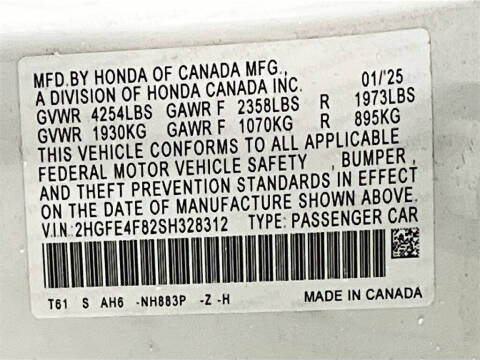 MFD.BY HONDA OF CANADA MFG., 01/'25
A DIVISION OF HONDA CANADA INC.
GVWR 4254LBS GAWR F 2358LBS R 1973LBS
GVWR 1930KG GAWR F 1070KG R 895KG
THIS VEHICLE CONFORMS TO ALL APPLICABLE
FEDERAL MOTOR VEHICLE SAFETY , BUMPER ,
AND THEFT PREVENTION STANDARDS IN EFFECT
ON THE DATE OF MANUFACTURE SHOWN ABOVE.
V.I.N:2HGFE4F82SH328312 TYPE: PASSENGER CAR
T61 S AH6 -NH883P -Z -H MADE IN CANADA